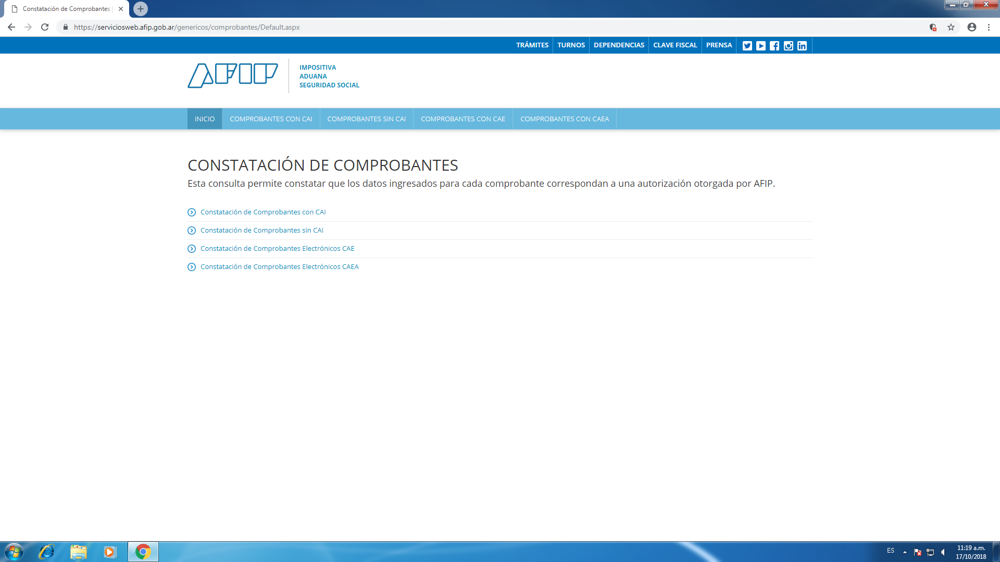 Constatación de Comprobantes |
https://serviciosweb.afip.gob.ar/genericos/comprobantes/Default.aspx
TRÁMITES TURNOS DEPENDENCIAS CLAVE FISCAL PRENSA
AFIP
IMPOSITIVA
ADUANA
SEGURIDAD SOCIAL
INICIO COMPROBANTES CON CAI COMPROBANTES SIN CAI COMPROBANTES CON CAE COMPROBANTES CON CAEA
CONSTATACIÓN DE COMPROBANTES
Esta consulta permite constatar que los datos ingresados para cada comprobante correspondan a una autorización otorgada por AFIP.
Constatación de Comprobantes con CAI
Constatación de Comprobantes sin CAI
Constatación de Comprobantes Electrónicos CAE
Constatación de Comprobantes Electrónicos CAEA
ES
11:19 a.m.
17/10/2018